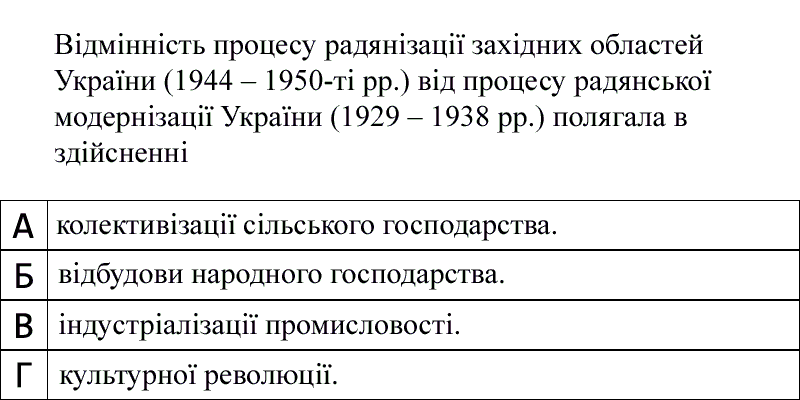 Відмінність процесу радянізації західних областей
України (1944 – 1950-ті рр.) від процесу радянської
модернізації України (1929 – 1938 рр.) полягала в
здійсненні
А колективізації сільського господарства.
Б відбудови народного господарства.
В індустріалізації промисловості.
Г культурної революції.